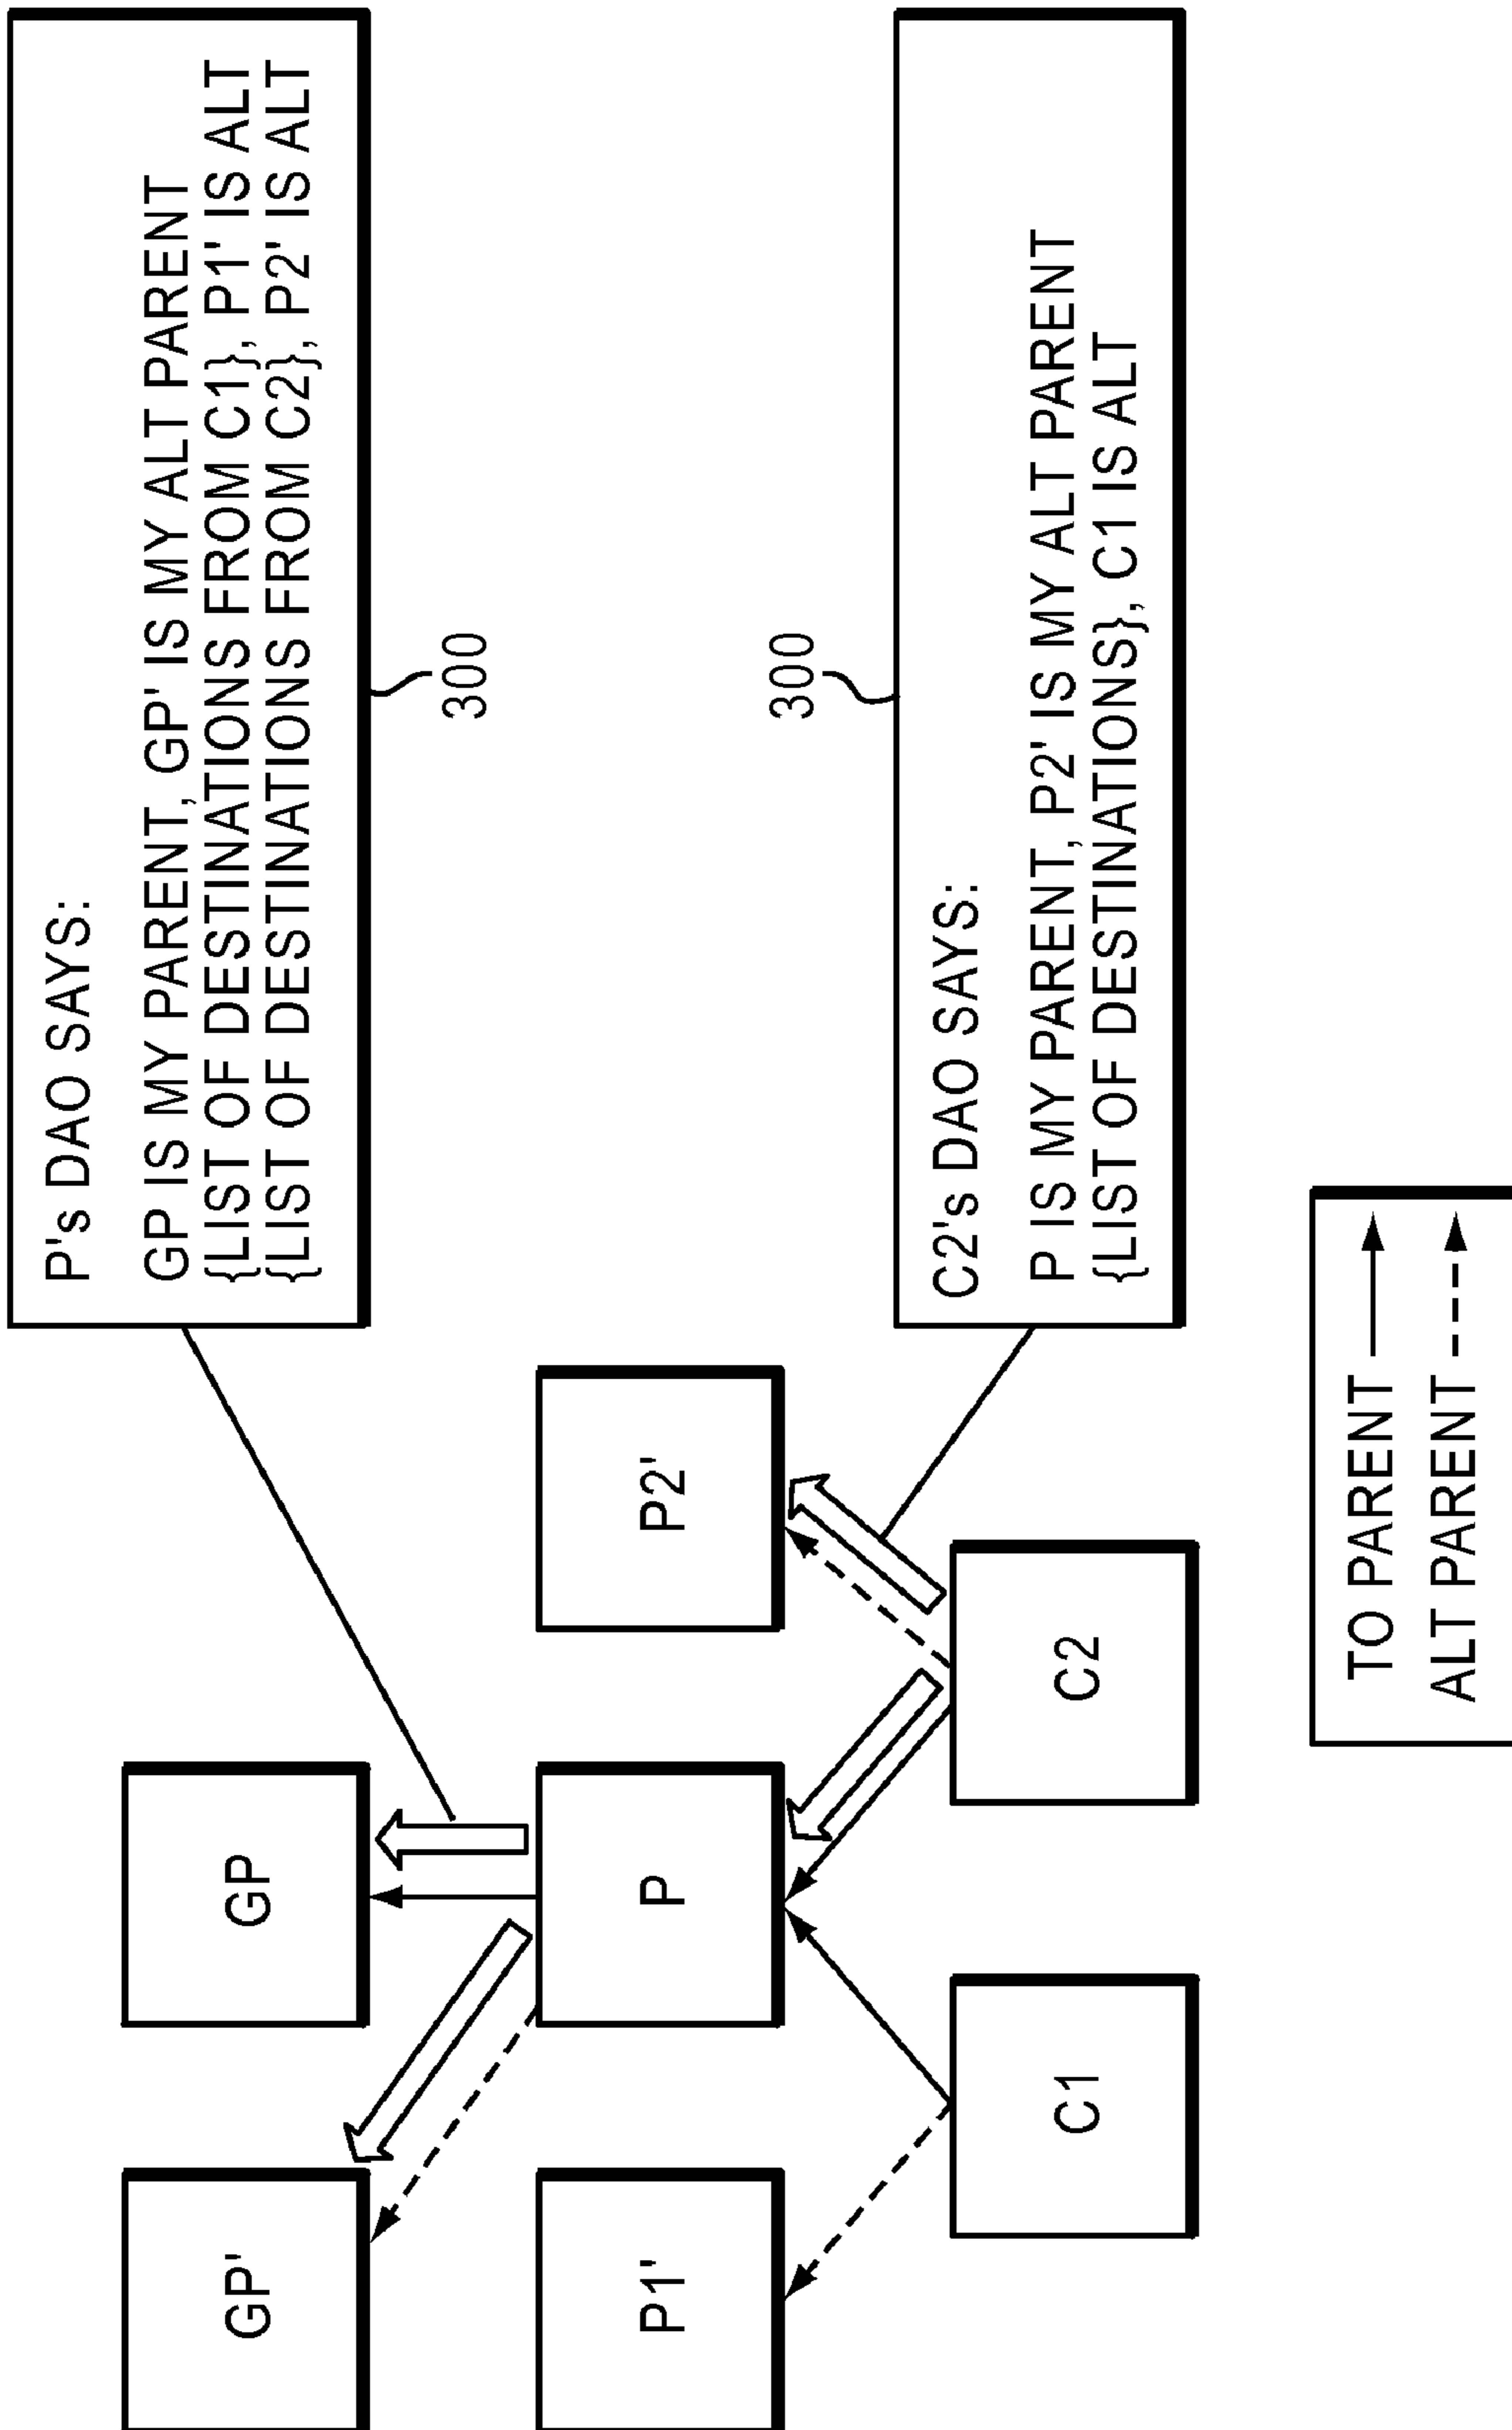 P's DAO SAYS:
GP IS MY PARENT, GP' IS MY ALT PARENT
{LIST OF DESTINATIONS FROM C1}, P1' IS ALT
{LIST OF DESTINATIONS FROM C2}, P2' IS ALT
300
GP'
GP
P1'
P
P2'
C1
C2
300
C2's DAO SAYS:
P IS MY PARENT, P2' IS MY ALT PARENT
{LIST OF DESTINATIONS}, C1 IS ALT
TO PARENT
ALT PARENT